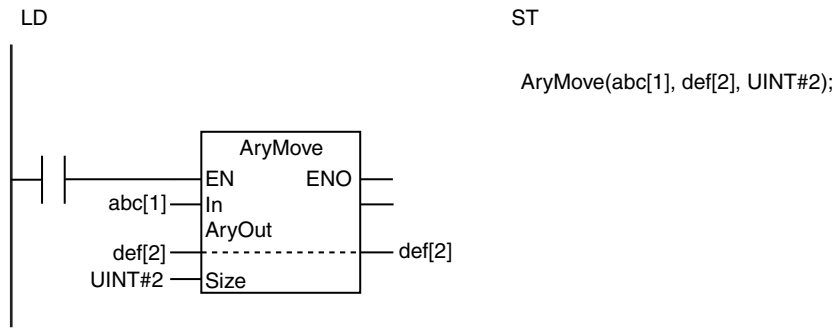 LD
ST
AryMove(abc[1], def[2], UINT#2);
AryMove
EN ENO
abc[1] In
AryOut
def[2] def[2]
UINT#2 Size